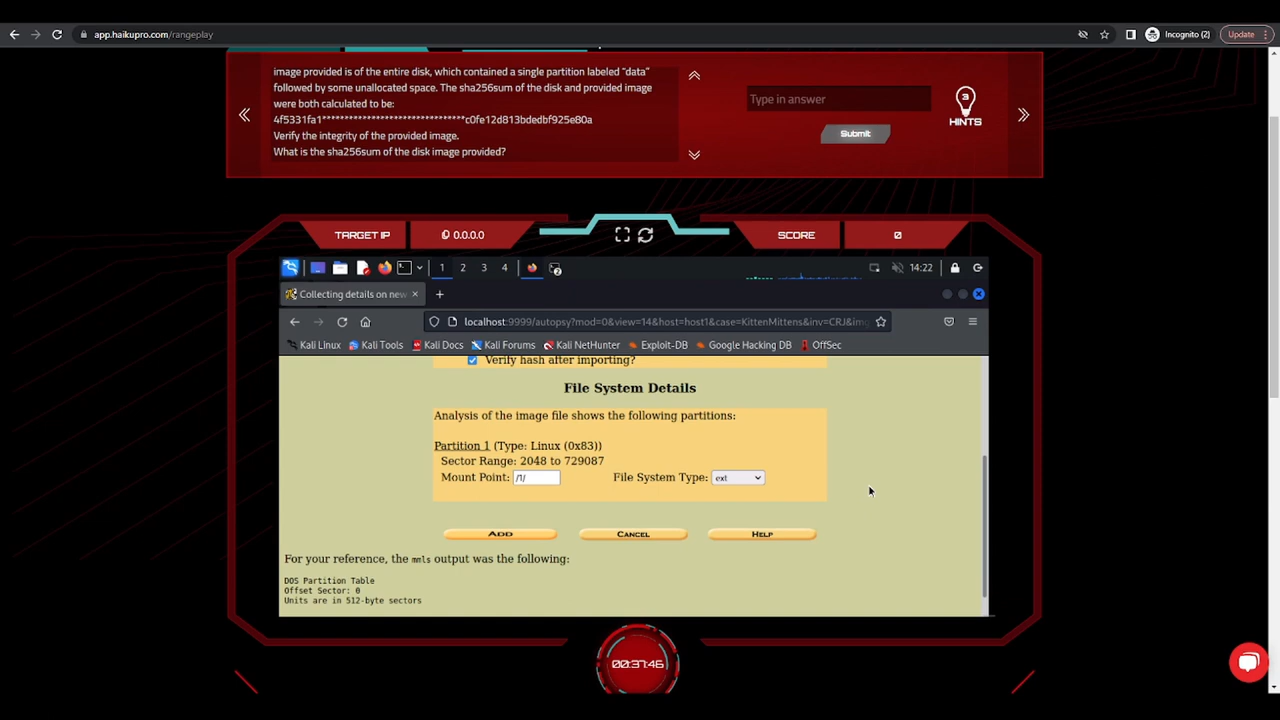 app.haikupro.com/rangeplay
Incognito (2)
Update
image provided is of the entire disk, which contained a single partition labeled "data"
followed by some unallocated space. The sha256sum of the disk and provided image
were both calculated to be:
4f5331fa1********************************c0fe12d813bdedbf925e80a
Verify the integrity of the provided image.
What is the sha256sum of the disk image provided?
Type in answer
Submit
3
HINTS
TARGET IP
0.0.0.0
SCORE
0
1 2 3 4
2
14:22
Collecting details on new
localhost:9999/autopsy?mod=0&view=14&host=host1&case=KittenMittens&inv=CRJ&img
Kali Linux
Kali Tools
Kali Docs
Kali Forums
Kali NetHunter
Exploit-DB
Google Hacking DB
OffSec
Verify hash after importing?
File System Details
Analysis of the image file shows the following partitions:
Partition 1 (Type: Linux (0x83))
Sector Range: 2048 to 729087
Mount Point: /1/
File System Type: ext
ADD
CANCEL
HELP
For your reference, the mmls output was the following:
DOS Partition Table
Offset Sector: 0
Units are in 512-byte sectors
00:37:46